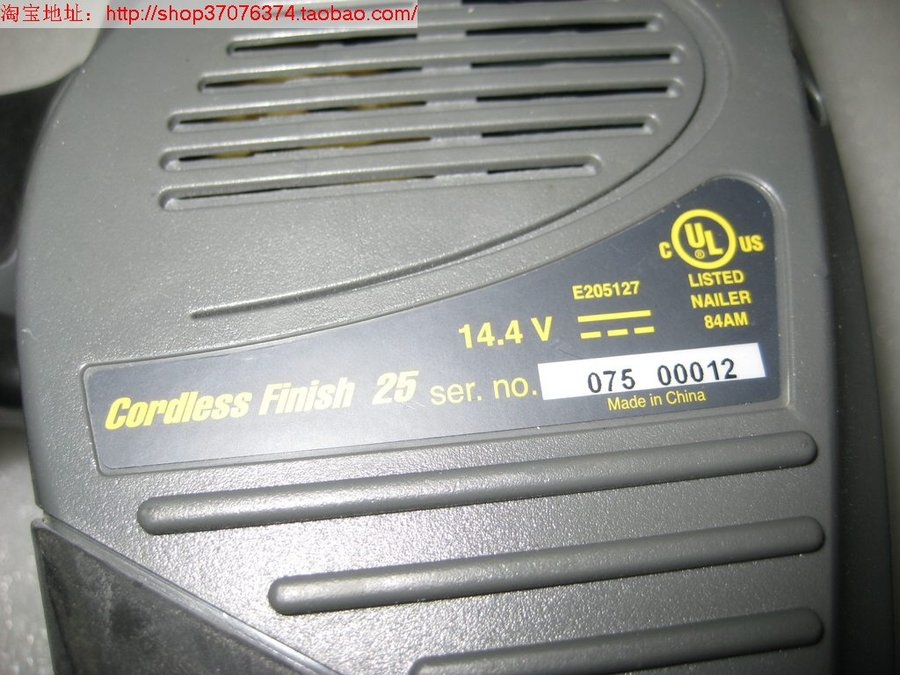 淘宝地址：http://shop37076374.taobao.com/
C UL US
®
LISTED
NAILER
84AM
E205127
14.4 V
Cordless Finish 25 ser. no. 075 00012
Made in China